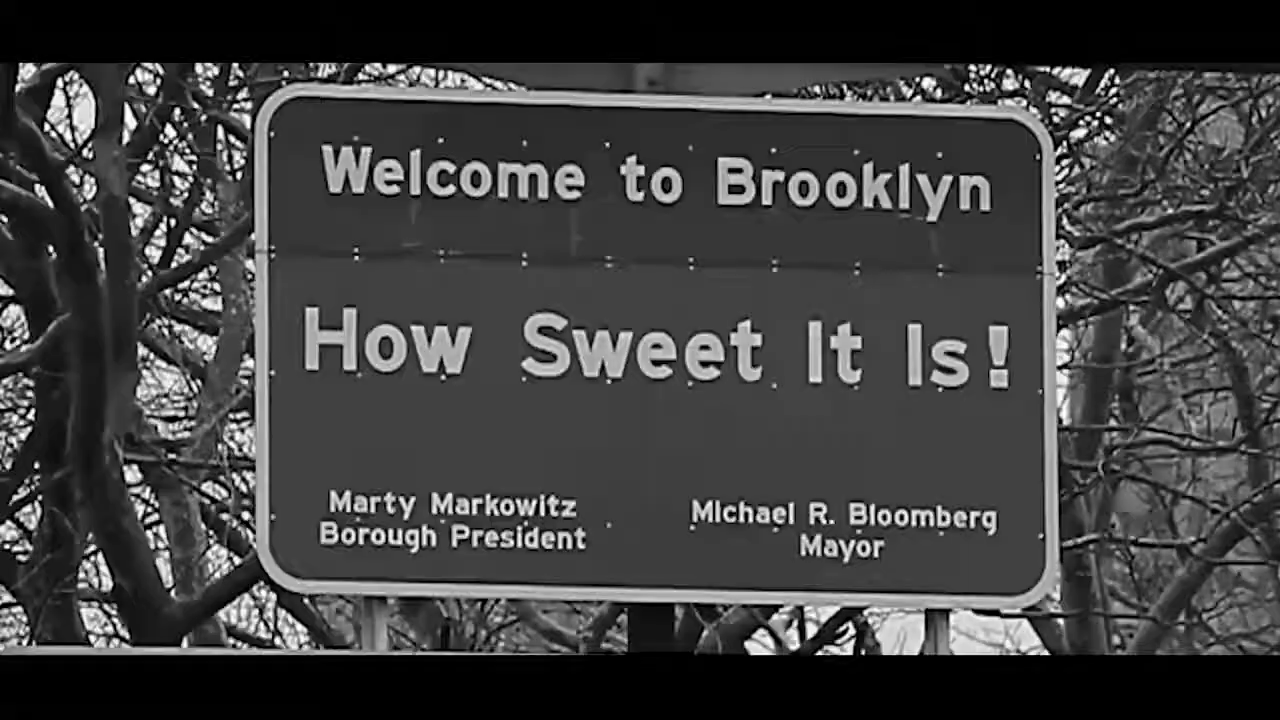 Welcome to Brooklyn
How Sweet It Is!
Marty Markowitz
Borough President
Michael R. Bloomberg
Mayor